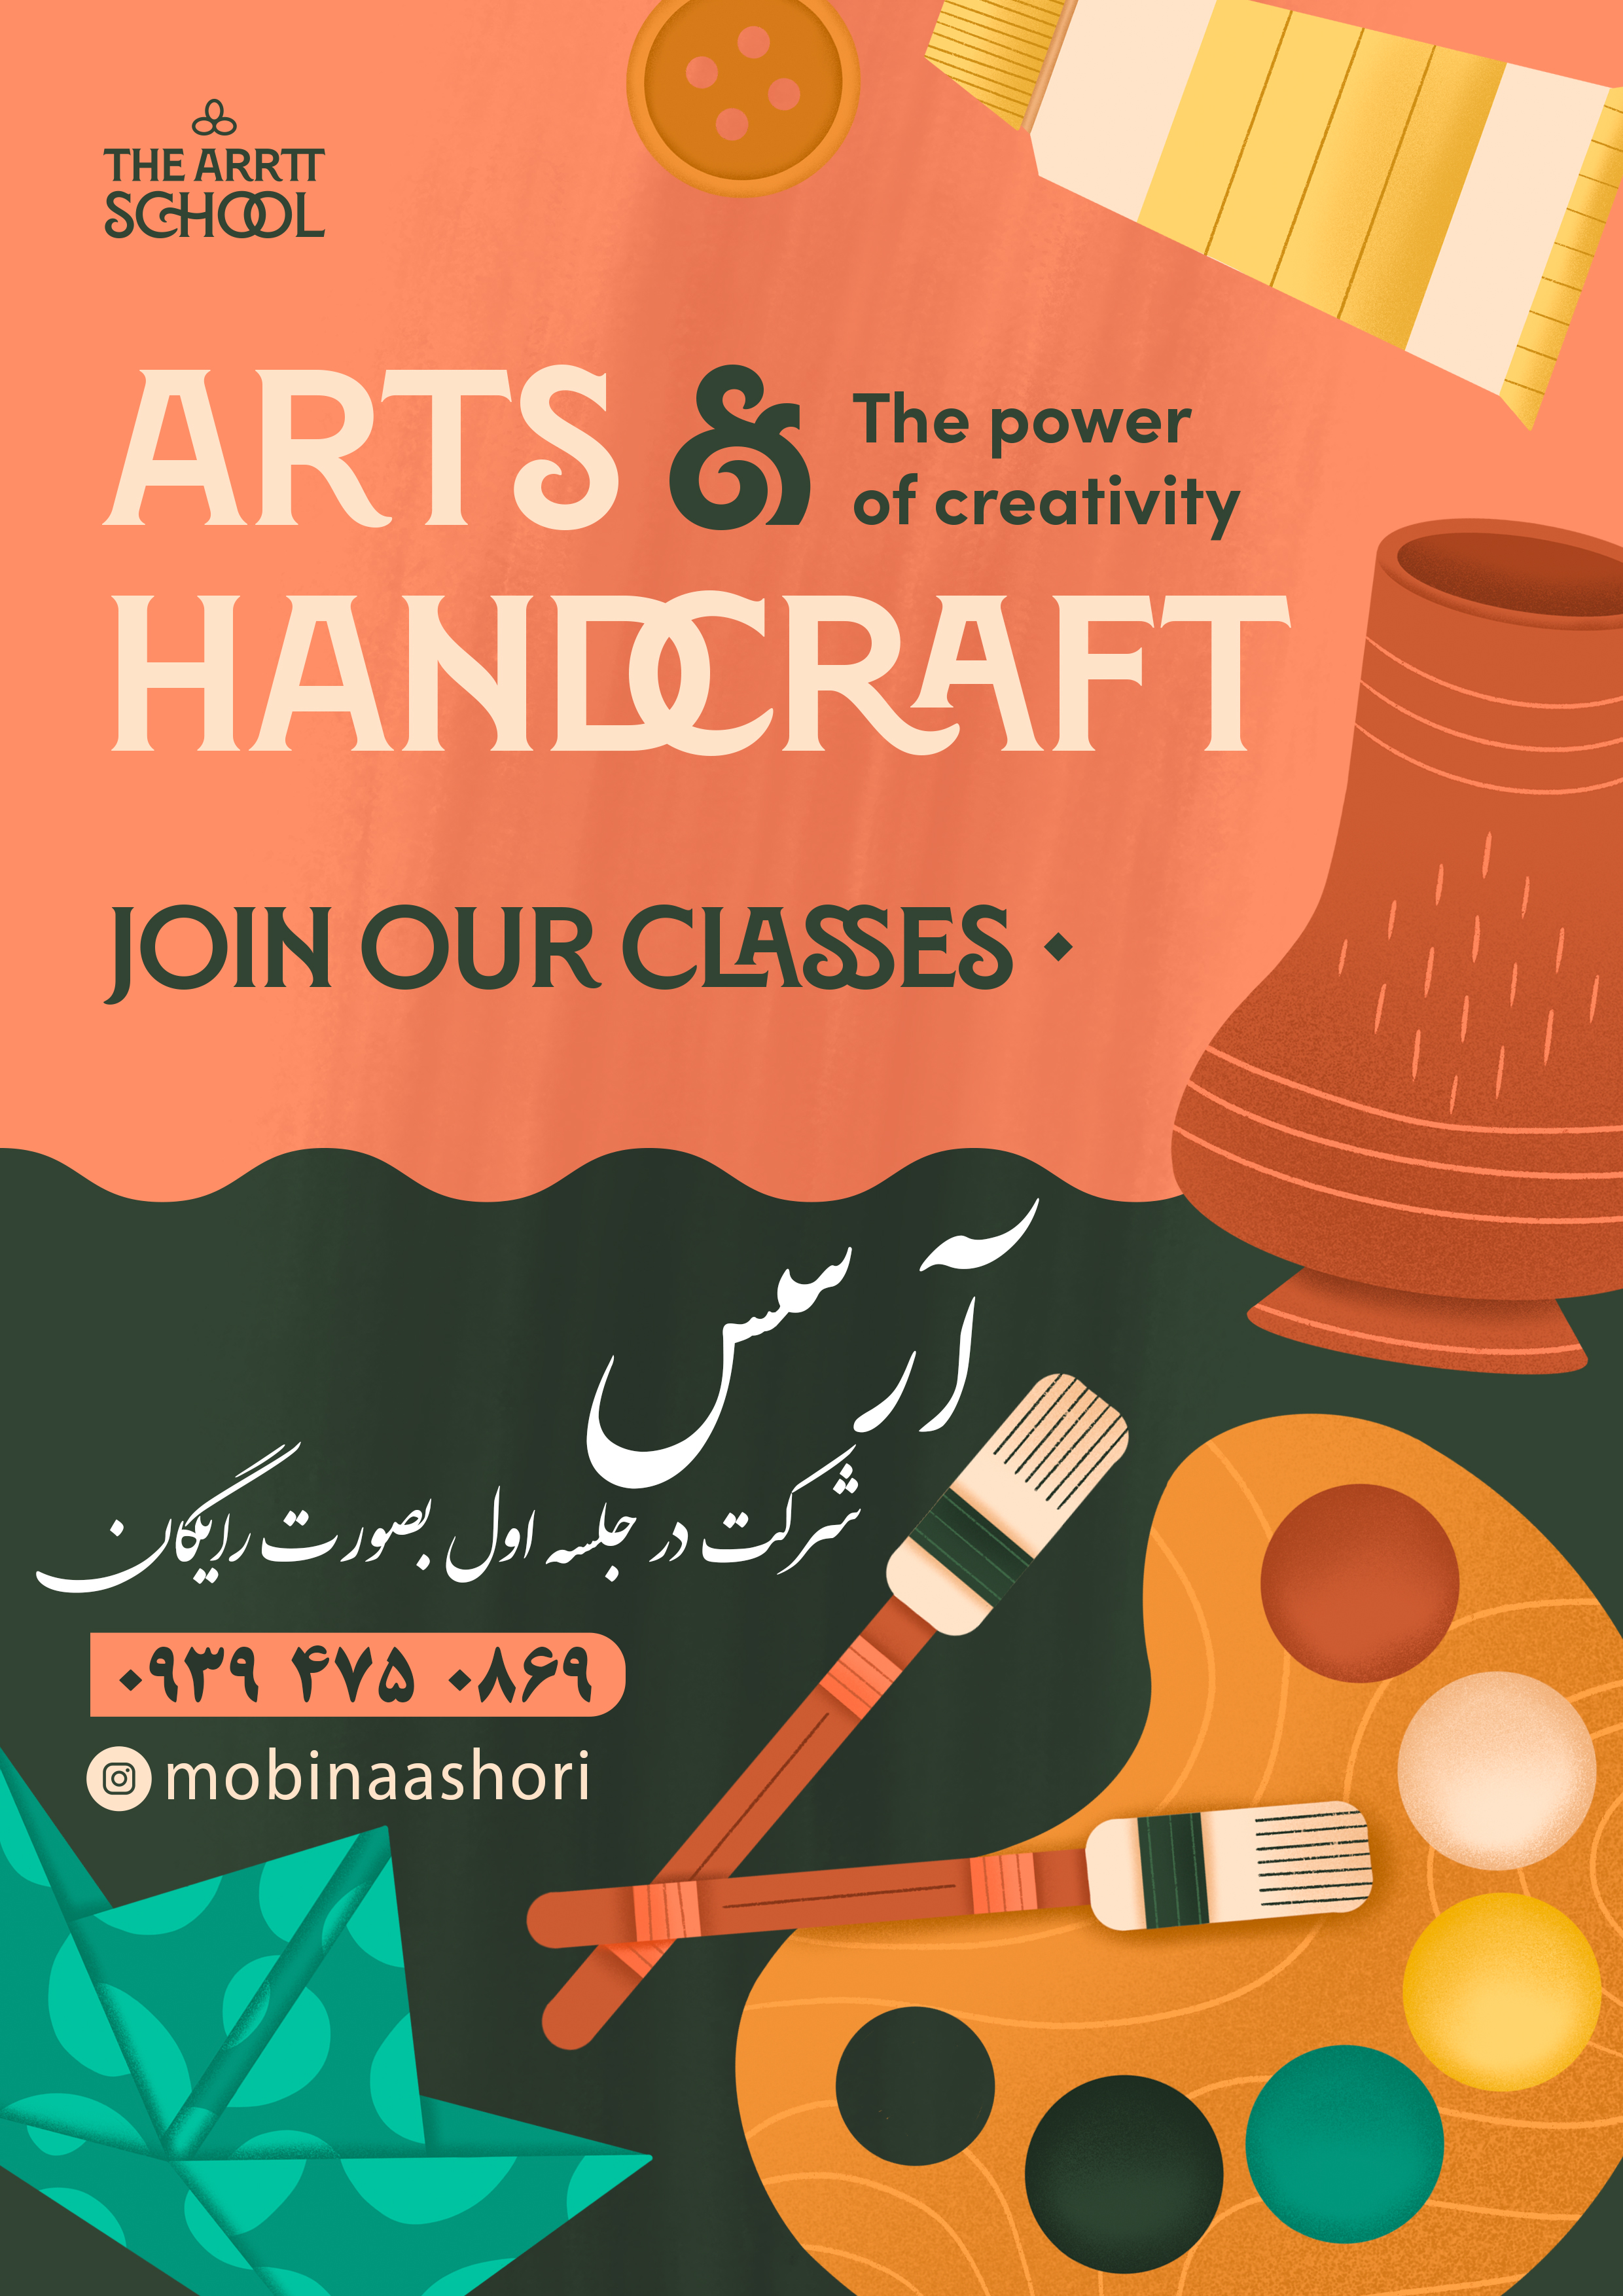 THE ARRTT
SCHOOL
ARTS &
The power
of creativity
HANDCRAFT
JOIN OUR CLASSES
آرسس
شرکت در جلسه اول بصورت رایگان
۰۹۳۹ ۴۷۵ ۰۸۶۹
mobinaashori